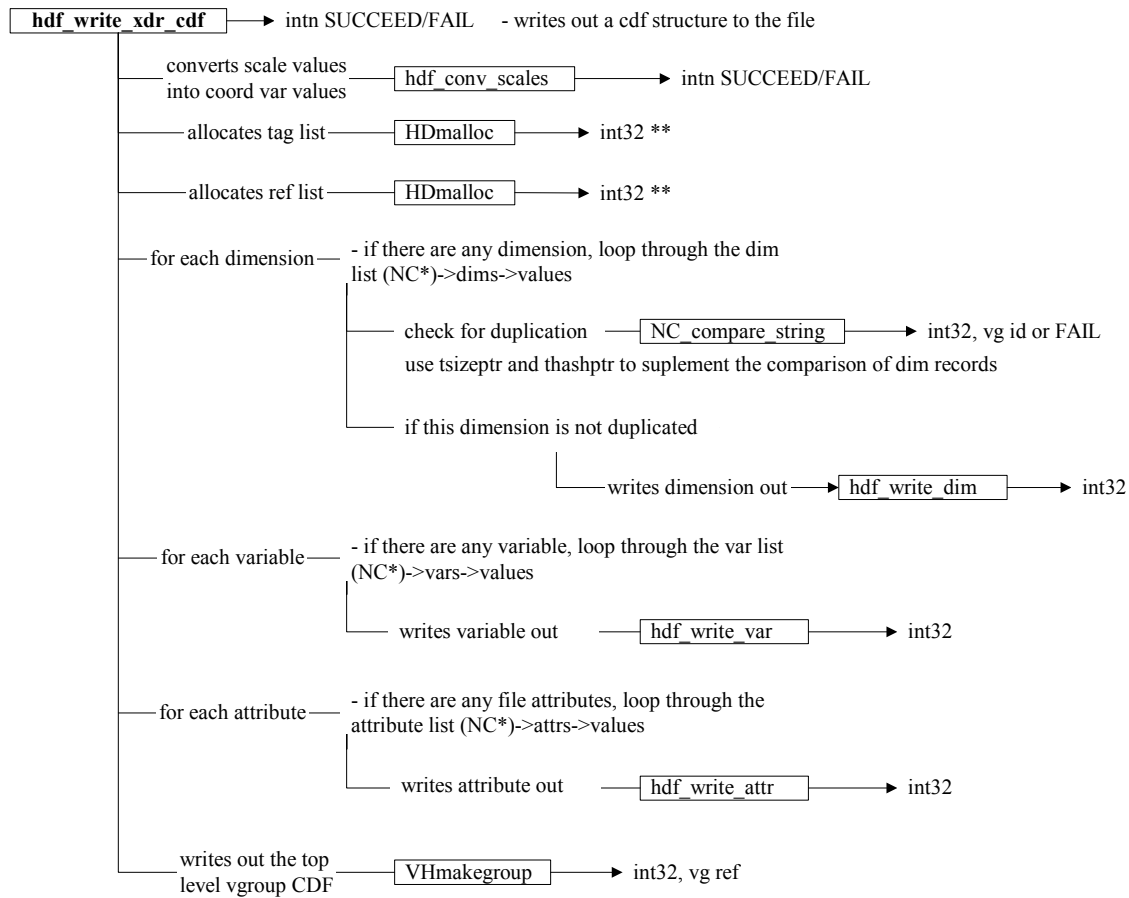 hdf_write_xdr_cdf intn SUCCEED/FAIL - writes out a cdf structure to the file
converts scale values
into coord var values
hdf_conv_scales intn SUCCEED/FAIL
allocates tag list HDmalloc int32 **
allocates ref list HDmalloc int32 **
for each dimension
- if there are any dimension, loop through the dim
list (NC*)->dims->values
check for duplication NC_compare_string int32, vg id or FAIL
use tsizeptr and thashptr to suplement the comparison of dim records
if this dimension is not duplicated
writes dimension out hdf_write_dim int32
for each variable
- if there are any variable, loop through the var list
(NC*)->vars->values
writes variable out hdf_write_var int32
for each attribute
- if there are any file attributes, loop through the
attribute list (NC*)->attrs->values
writes attribute out hdf_write_attr int32
writes out the top
level vgroup CDF
VHmakegroup int32, vg ref